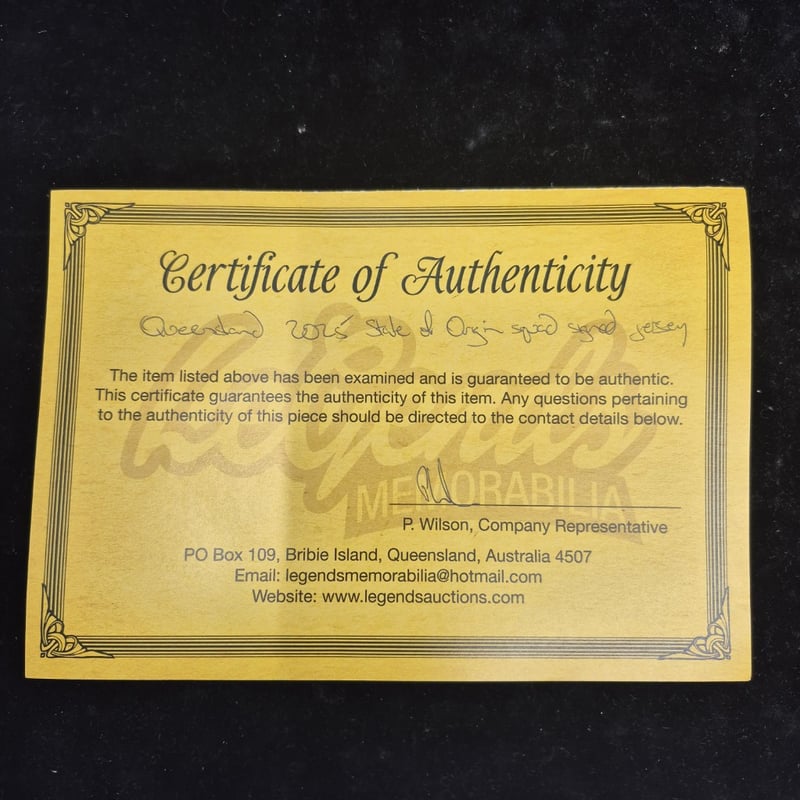 Certificate of Authenticity
Queensland 2025 State of Origin squad signed jersey
The item listed above has been examined and is guaranteed to be authentic.
This certificate guarantees the authenticity of this item. Any questions pertaining
to the authenticity of this piece should be directed to the contact details below.
Legends
MEMORABILIA
P. Wilson, Company Representative
PO Box 109, Bribie Island, Queensland, Australia 4507
Email: legendsmemorabilia@hotmail.com
Website: www.legendsauctions.com